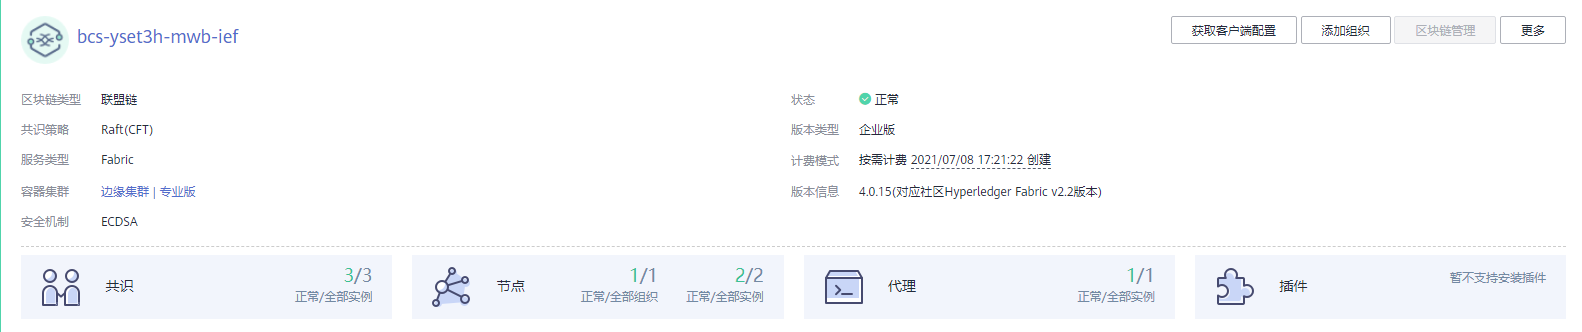 bcs-yset3h-mwb-ief
获取客户端配置 添加组织 区块链管理 更多
区块链类型 联盟链 状态 正常
共识策略 Raft(CFT) 版本类型 企业版
服务类型 Fabric 计费模式 按需计费 2021/07/08 17:21:22 创建
容器集群 边缘集群 | 专业版 版本信息 4.0.15(对应社区Hyperledger Fabric v2.2版本)
安全机制 ECDSA
共识 3/3 正常/全部实例
节点 1/1 正常/全部组织 2/2 正常/全部实例
代理 1/1 正常/全部实例
插件 暂不支持安装插件